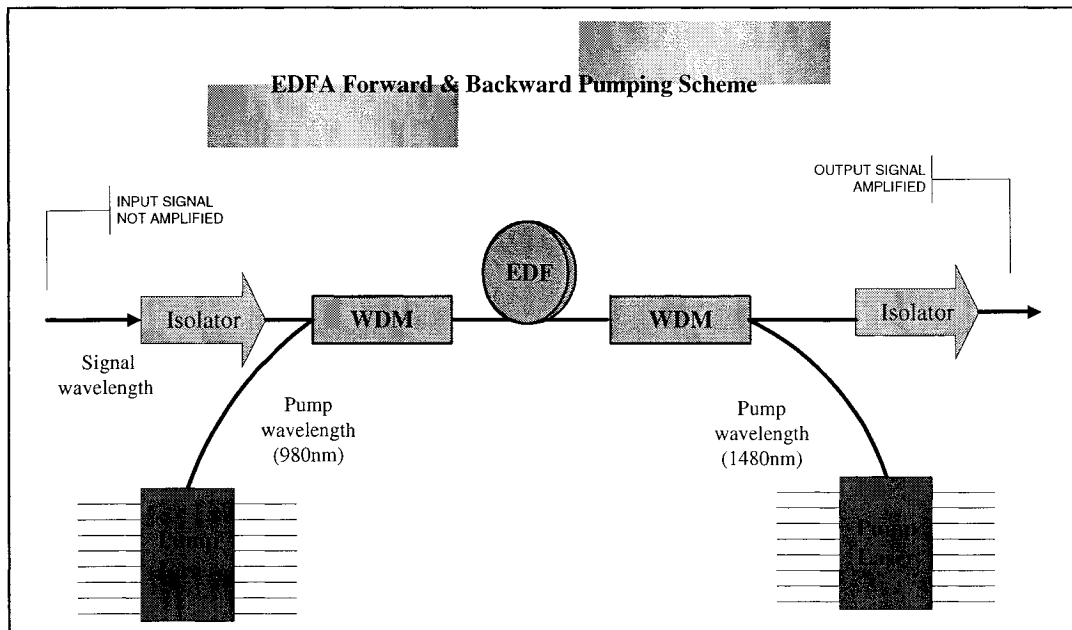 EDFA Forward & Backward Pumping Scheme
INPUT SIGNAL
NOT AMPLIFIED
OUTPUT SIGNAL
AMPLIFIED
EDF
Isolator
WDM
WDM
Isolator
Signal
wavelength
Pump
wavelength
(980nm)
Pump
wavelength
(1480nm)
Pump
Pump
Laser